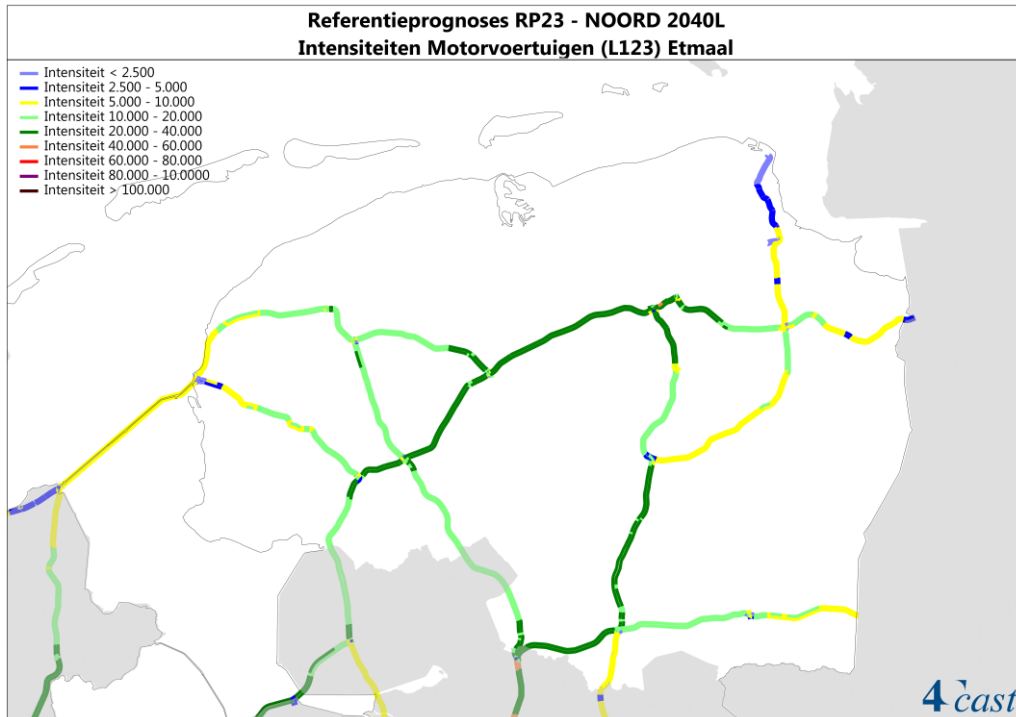 Referentieprognoses RP23 - NOORD 2040L
Intensiteiten Motorvoertuigen (L123) Etmaal
Intensiteit < 2.500
Intensiteit 2.500 - 5.000
Intensiteit 5.000 - 10.000
Intensiteit 10.000 - 20.000
Intensiteit 20.000 - 40.000
Intensiteit 40.000 - 60.000
Intensiteit 60.000 - 80.000
Intensiteit 80.000 - 10.0000
Intensiteit > 100.000
4cast